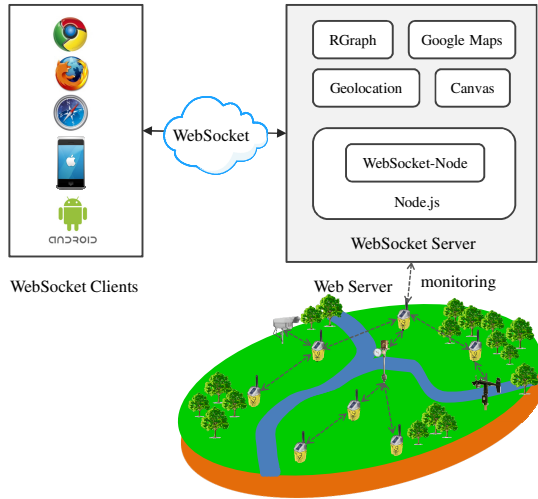 RGraph
Google Maps
Geolocation
Canvas
WebSocket
WebSocket-Node
Node.js
WebSocket Server
ANDROID
WebSocket Clients
Web Server
monitoring